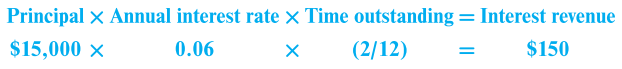 Principal × Annual interest rate × Time outstanding = Interest revenue
$15,000 × 0.06 × (2/12) = $150